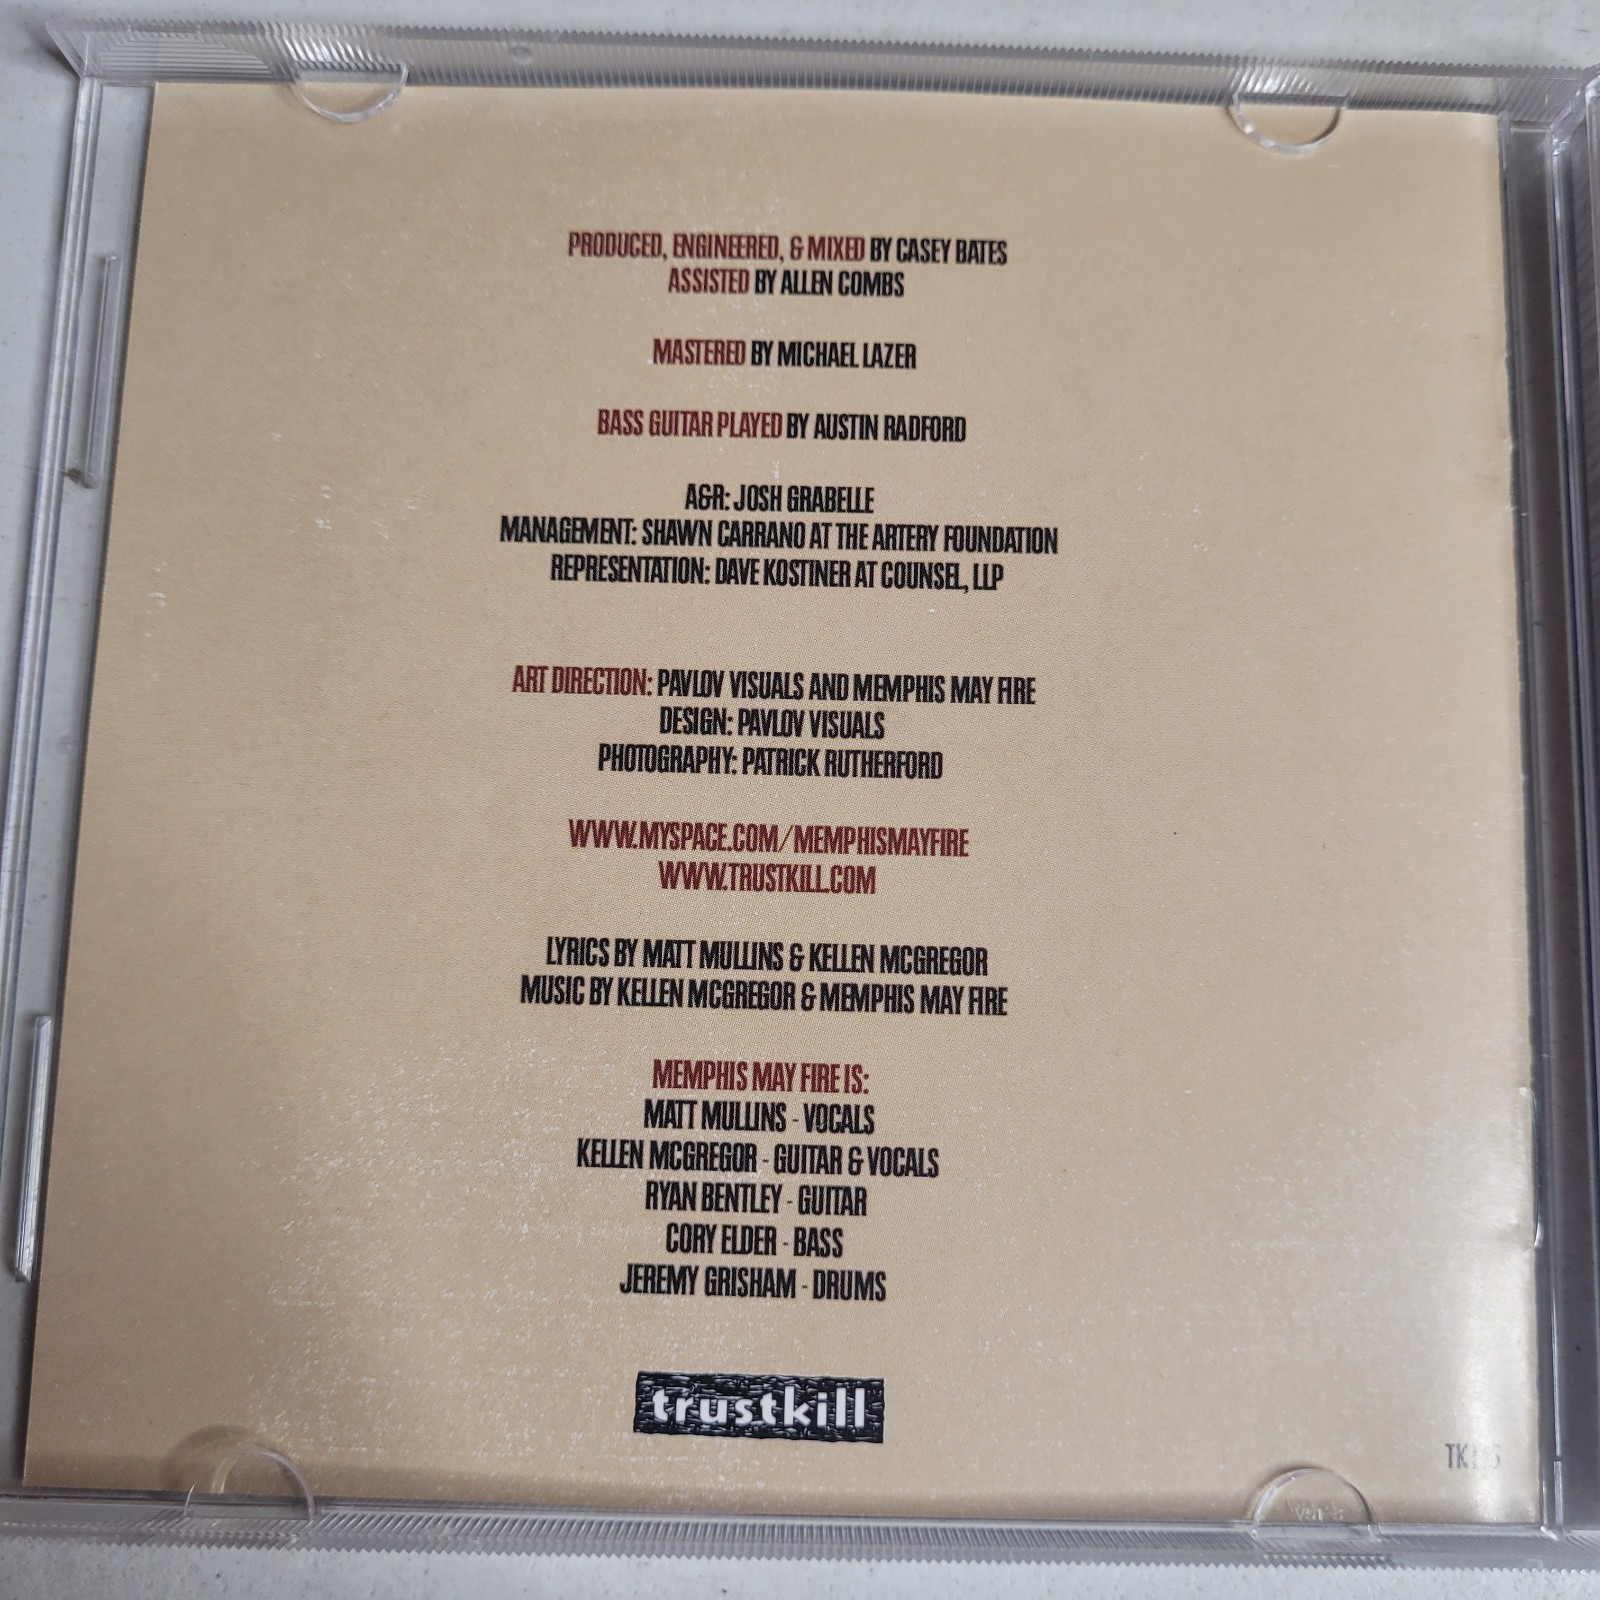 PRODUCED, ENGINEERED, & MIXED BY CASEY BATES
ASSISTED BY ALLEN COMBS
MASTERED BY MICHAEL LAZER
BASS GUITAR PLAYED BY AUSTIN RADFORD
A&R: JOSH GRABELLE
MANAGEMENT: SHAWN CARRANO AT THE ARTERY FOUNDATION
REPRESENTATION: DAVE KOSTINER AT COUNSEL, LLP
ART DIRECTION: PAVLOV VISUALS AND MEMPHIS MAY FIRE
DESIGN: PAVLOV VISUALS
PHOTOGRAPHY: PATRICK RUTHERFORD
WWW.MYSPACE.COM/MEMPHISMAYFIRE
WWW.TRUSTKILL.COM
LYRICS BY MATT MULLINS & KELLEN MCGREGOR
MUSIC BY KELLEN MCGREGOR & MEMPHIS MAY FIRE
MEMPHIS MAY FIRE IS:
MATT MULLINS - VOCALS
KELLEN MCGREGOR - GUITAR & VOCALS
RYAN BENTLEY - GUITAR
CORY ELDER - BASS
JEREMY GRISHAM - DRUMS
trustkill